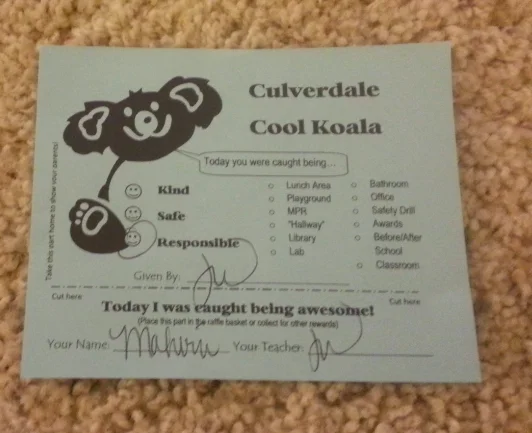 Culverdale
Cool Koala
Take this part home to show your parents!
Today you were caught being...
Kind
Safe
Responsible
Lunch Area
Playground
MPR
"Hallway"
Library
Lab
Bathroom
Office
Safety Drill
Awards
Before/After
School
Classroom
Given By:
Cut here
Cut here
Today I was caught being awesome!
(Place this part in the raffle basket or collect for other rewards)
Your Name: Your Teacher: